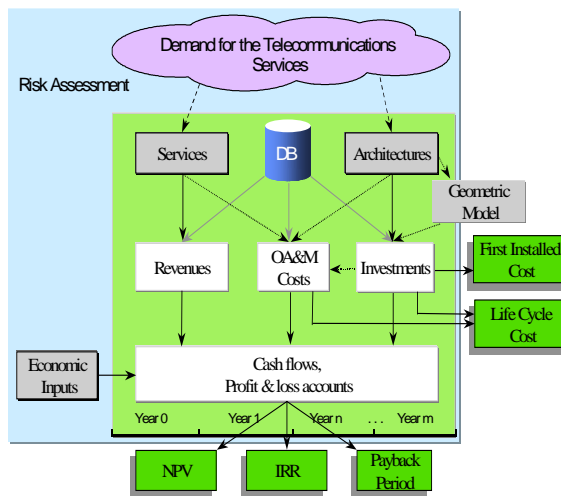 Demand for the Telecommunications
Services
Risk Assessment
Services
DB
Architectures
Geometric
Model
Revenues
OA&M
Costs
Investments
First Installed
Cost
Life Cycle
Cost
Economic
Inputs
Cash flows,
Profit & loss accounts
Year 0 Year 1 Year n ... Year m
NPV
IRR
Payback
Period